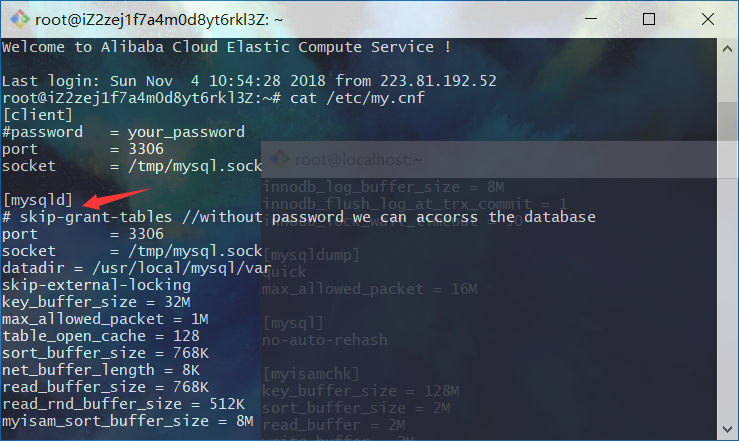 root@iZ2zej1f7a4m0d8yt6rkl3Z: ~
Welcome to Alibaba Cloud Elastic Compute Service !
Last login: Sun Nov  4 10:54:28 2018 from 223.81.192.52
root@iZ2zej1f7a4m0d8yt6rkl3Z:~# cat /etc/my.cnf
[client]
#password   = your_password
port        = 3306
socket      = /tmp/mysql.sock
[mysqld]
# skip-grant-tables //without password we can accorss the database
port        = 3306
socket      = /tmp/mysql.sock
datadir = /usr/local/mysql/var
skip-external-locking
key_buffer_size = 32M
max_allowed_packet = 1M
table_open_cache = 128
sort_buffer_size = 768K
net_buffer_length = 8K
read_buffer_size = 768K
read_rnd_buffer_size = 512K
myisam_sort_buffer_size = 8M
root@localhost:~
innodb_log_buffer_size = 8M
innodb_flush_log_at_trx_commit = 1
[mysqldump]
quick
max_allowed_packet = 16M
[mysql]
no-auto-rehash
[myisamchk]
key_buffer_size = 128M
sort_buffer_size = 2M
read_buffer = 2M